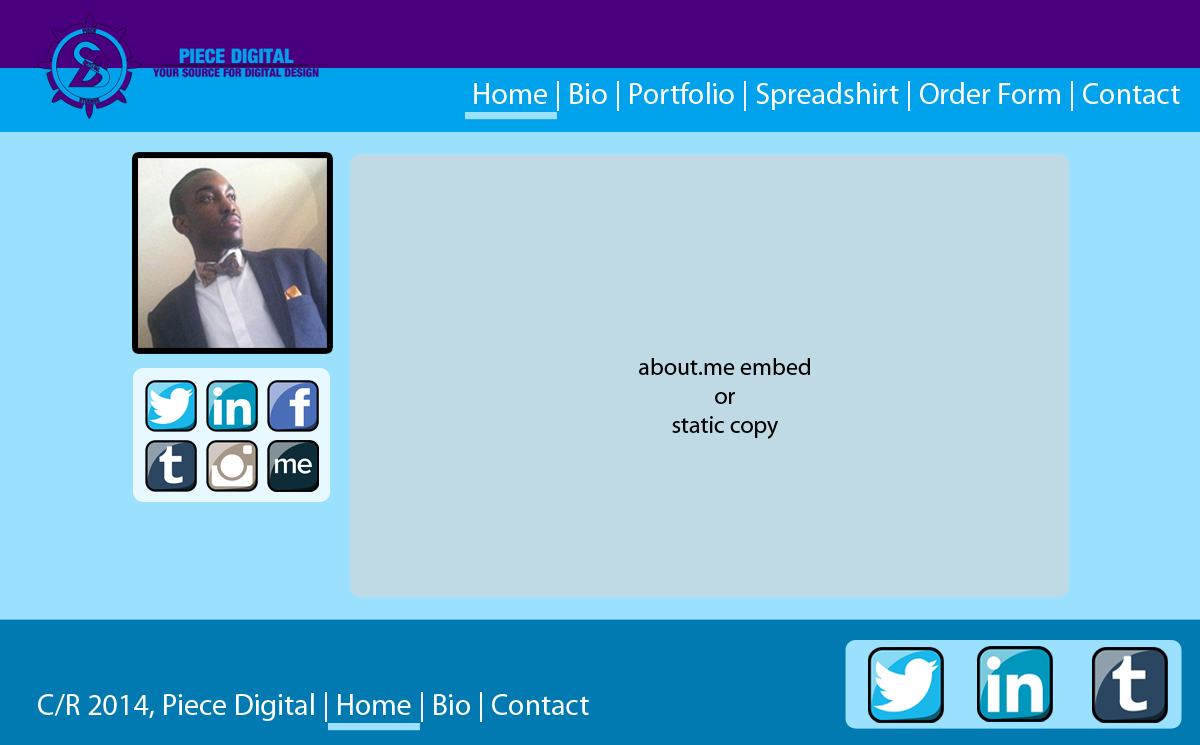 PIECE DIGITAL
YOUR SOURCE FOR DIGITAL DESIGN
Home | Bio | Portfolio | Spreadshirt | Order Form | Contact
about.me embed
or
static copy
in f
t me
C/R 2014, Piece Digital | Home | Bio | Contact
in t